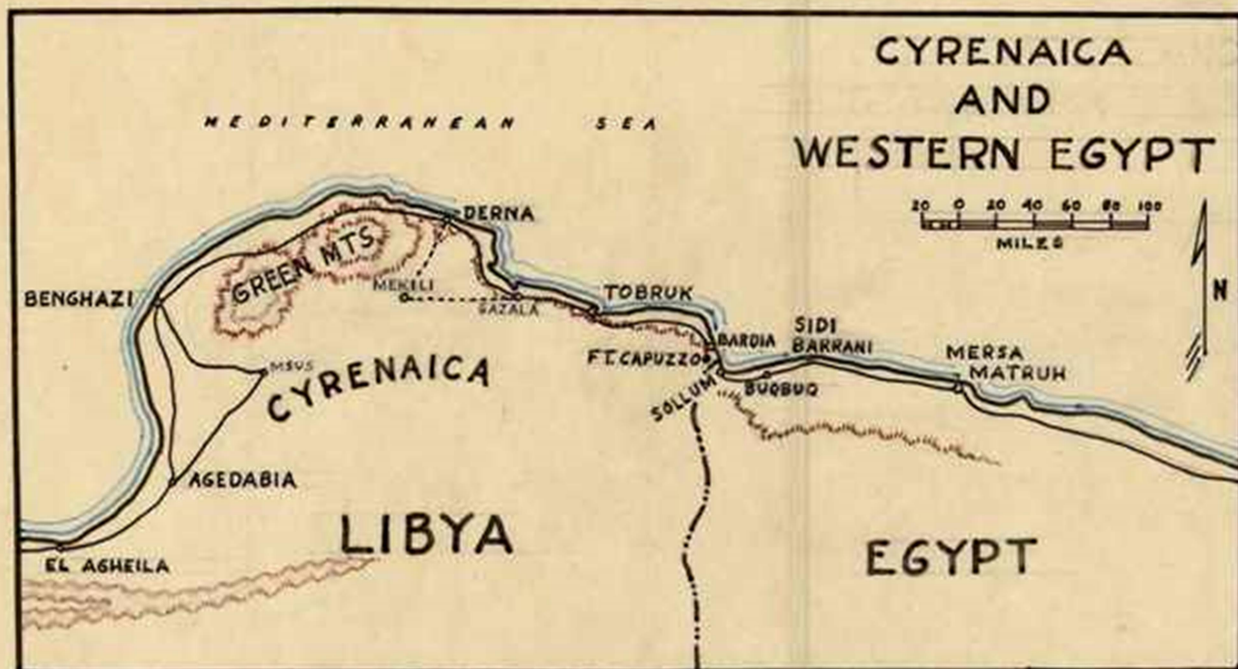 CYRENAICA
AND
WESTERN EGYPT
MEDITERRANEAN SEA
20 0 20 40 60 80 100
MILES
N
DERNA
GREEN MTS.
MEKILI
BENGHAZI
GAZALA
TOBRUK
BARDIA
SIDI
BARRANI
FT. CAPUZZO
MERSA
MATRUH
MSUS
CYRENAICA
SOLLUM
BUQBUQ
AGEDABIA
LIBYA
EGYPT
EL AGHEILA